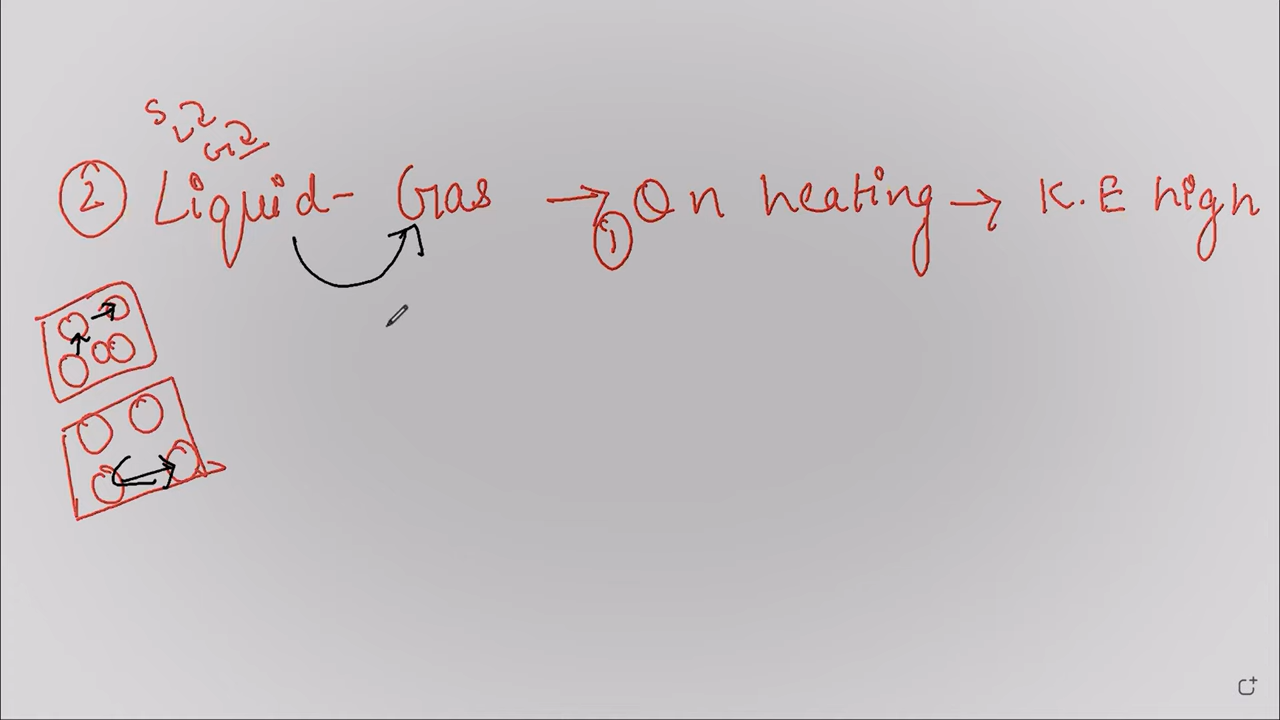 S
L
G
② Liquid - Gas → ① On heating → K.E high